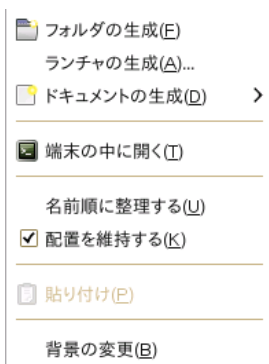 フォルダの生成(F)
ランチャの生成(A)...
ドキュメントの生成(D)
端末の中に開く(T)
名前順に整理する(U)
配置を維持する(K)
貼り付け(P)
背景の変更(B)